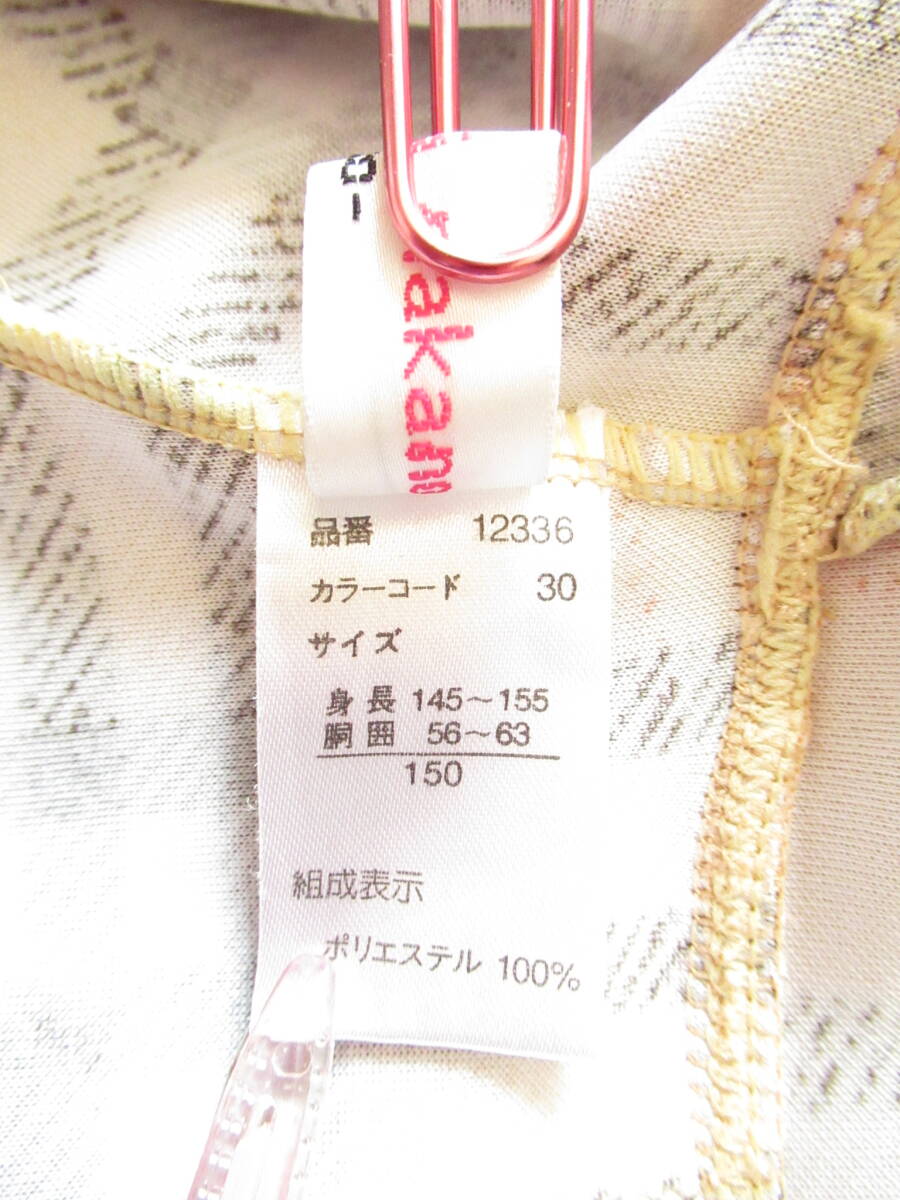 品番 12336
カラーコード 30
サイズ
身長 145～155
胴囲 56～63
150
組成表示
ポリエステル 100%